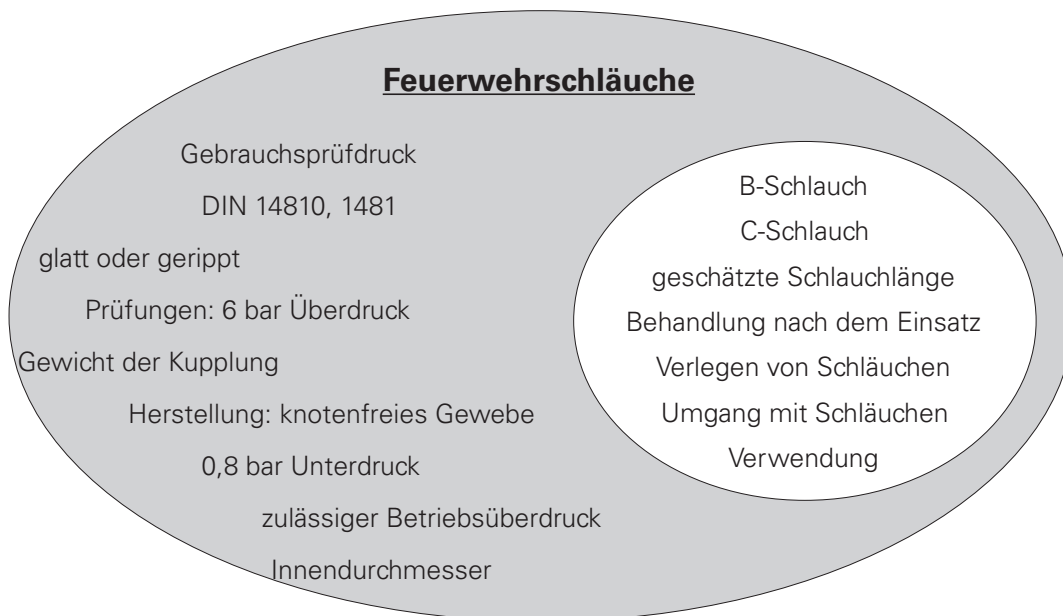 Feuerwehrschläuche
Gebrauchsprüfdruck
DIN 14810, 1481
glatt oder gerippt
Prüfungen: 6 bar Überdruck
Gewicht der Kupplung
Herstellung: knotenfreies Gewebe
0,8 bar Unterdruck
zulässiger Betriebsüberdruck
Innendurchmesser
B-Schlauch
C-Schlauch
geschätzte Schlauchlänge
Behandlung nach dem Einsatz
Verlegen von Schläuchen
Umgang mit Schläuchen
Verwendung